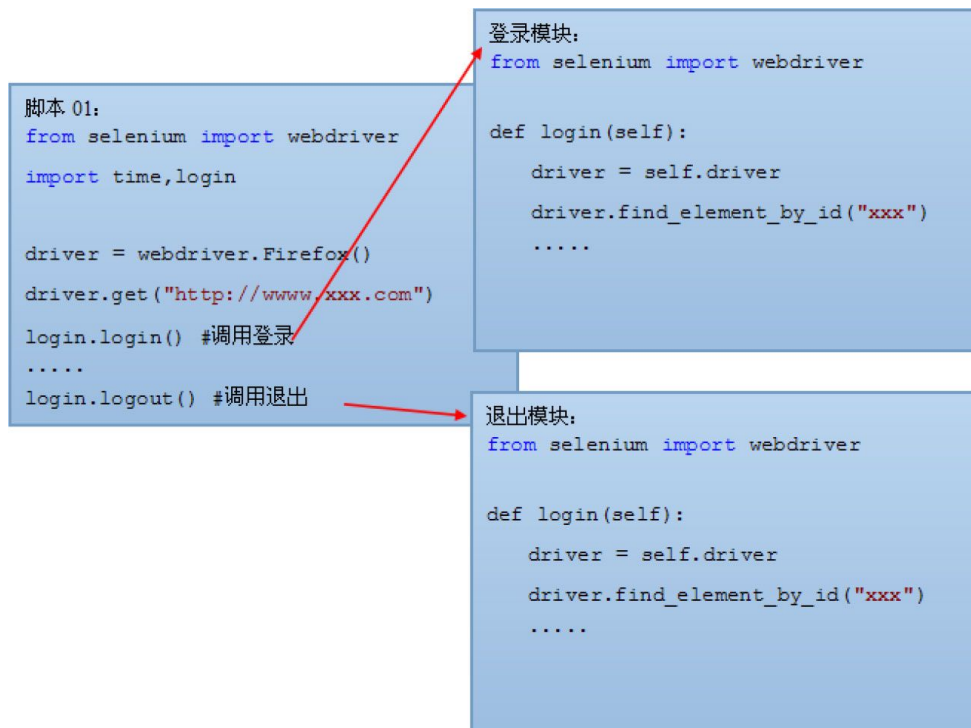 脚本 01:
from selenium import webdriver
import time,login
driver = webdriver.Firefox()
driver.get("http://wwww.xxx.com")
login.login() #调用登录
.....
login.logout() #调用退出
登录模块:
from selenium import webdriver
def login(self):
driver = self.driver
driver.find_element_by_id("xxx")
.....
退出模块:
from selenium import webdriver
def login(self):
driver = self.driver
driver.find_element_by_id("xxx")
.....